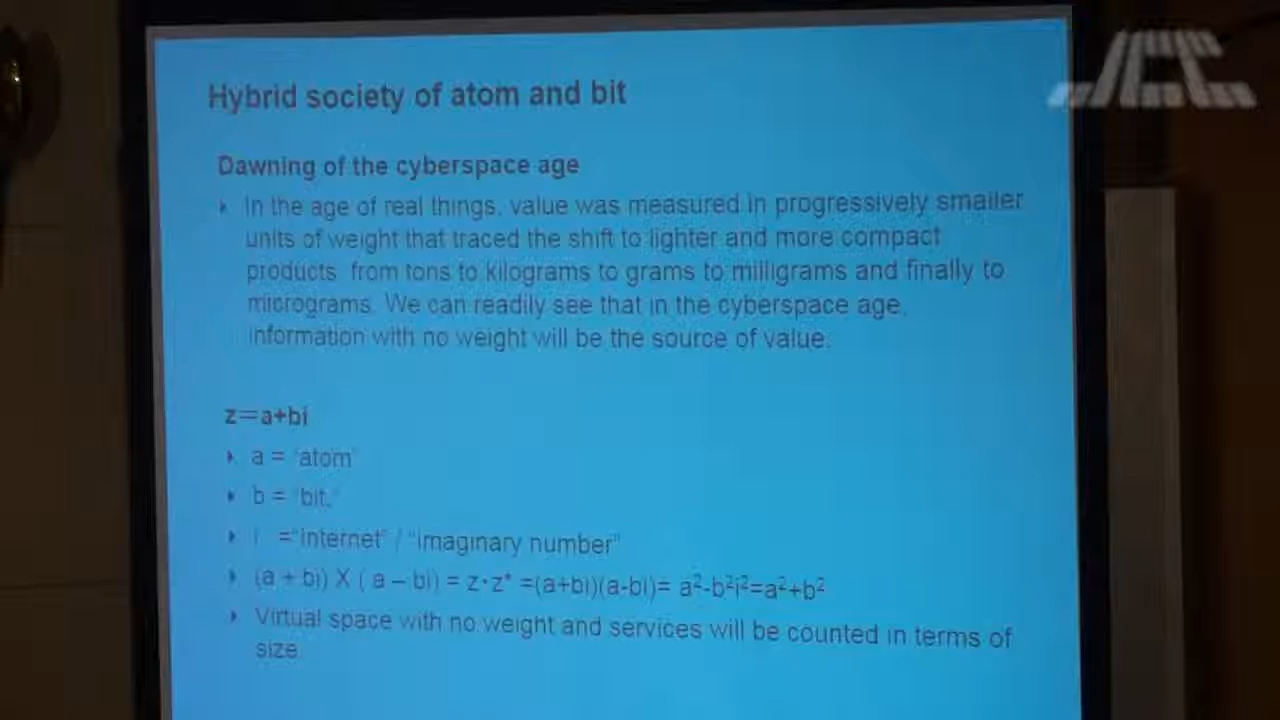 JCC
Hybrid society of atom and bit
Dawning of the cyberspace age
In the age of real things, value was measured in progressively smaller
units of weight that traced the shift to lighter and more compact
products from tons to kilograms to grams to milligrams and finally to
micrograms. We can readily see that in the cyberspace age,
information with no weight will be the source of value.
z=a+bi
a = "atom"
b = "bit,"
i ="internet" / "imaginary number"
(a + bi) X ( a – bi) = z·z* =(a+bi)(a-bi)= a²-b²i²=a²+b²
Virtual space with no weight and services will be counted in terms of
size.